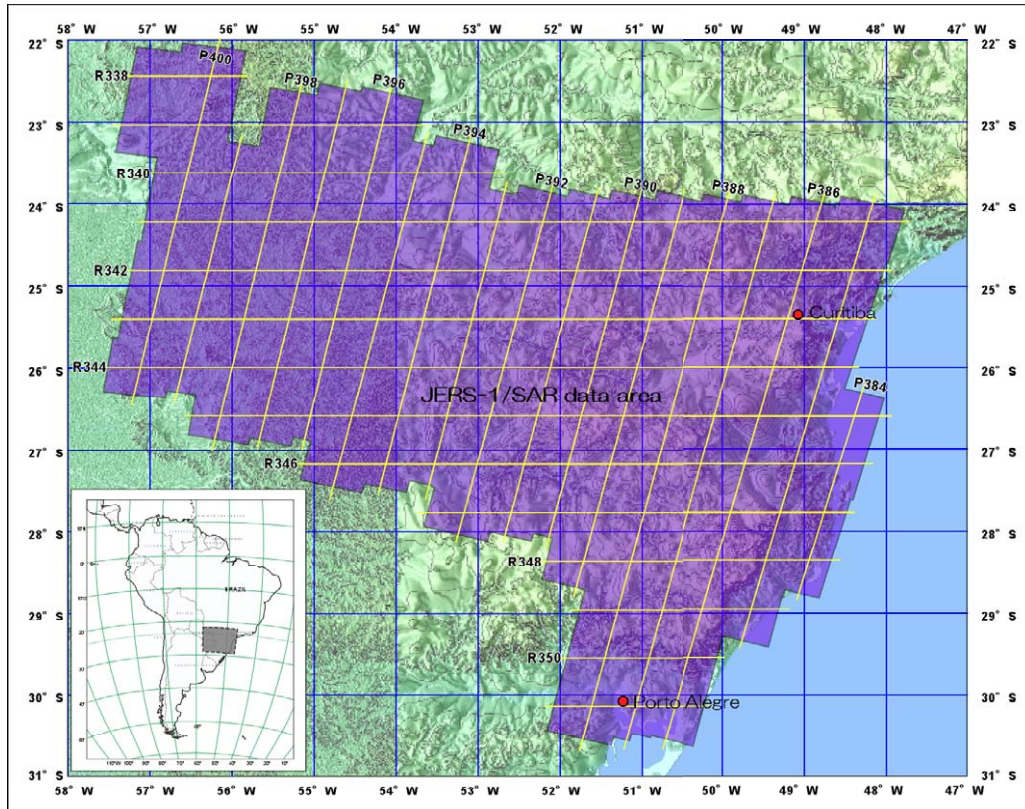 58° W 57° W 56° W 55° W 54° W 53° W 52° W 51° W 50° W 49° W 48° W 47° W
22° S 22° S
P400
R338
P398
P396
23° S 23° S
P394
R340
P392 P390 P388 P386
24° S 24° S
R342
25° S 25° S
Curitiba
R344
26° S 26° S
P384
JERS-1/SAR data area
27° S 27° S
R346
28° S 28° S
R348
BRAZIL
29° S 29° S
R350
30° S 30° S
Porto Alegre
31° S 31° S
58° W 57° W 56° W 55° W 54° W 53° W 52° W 51° W 50° W 49° W 48° W 47° W